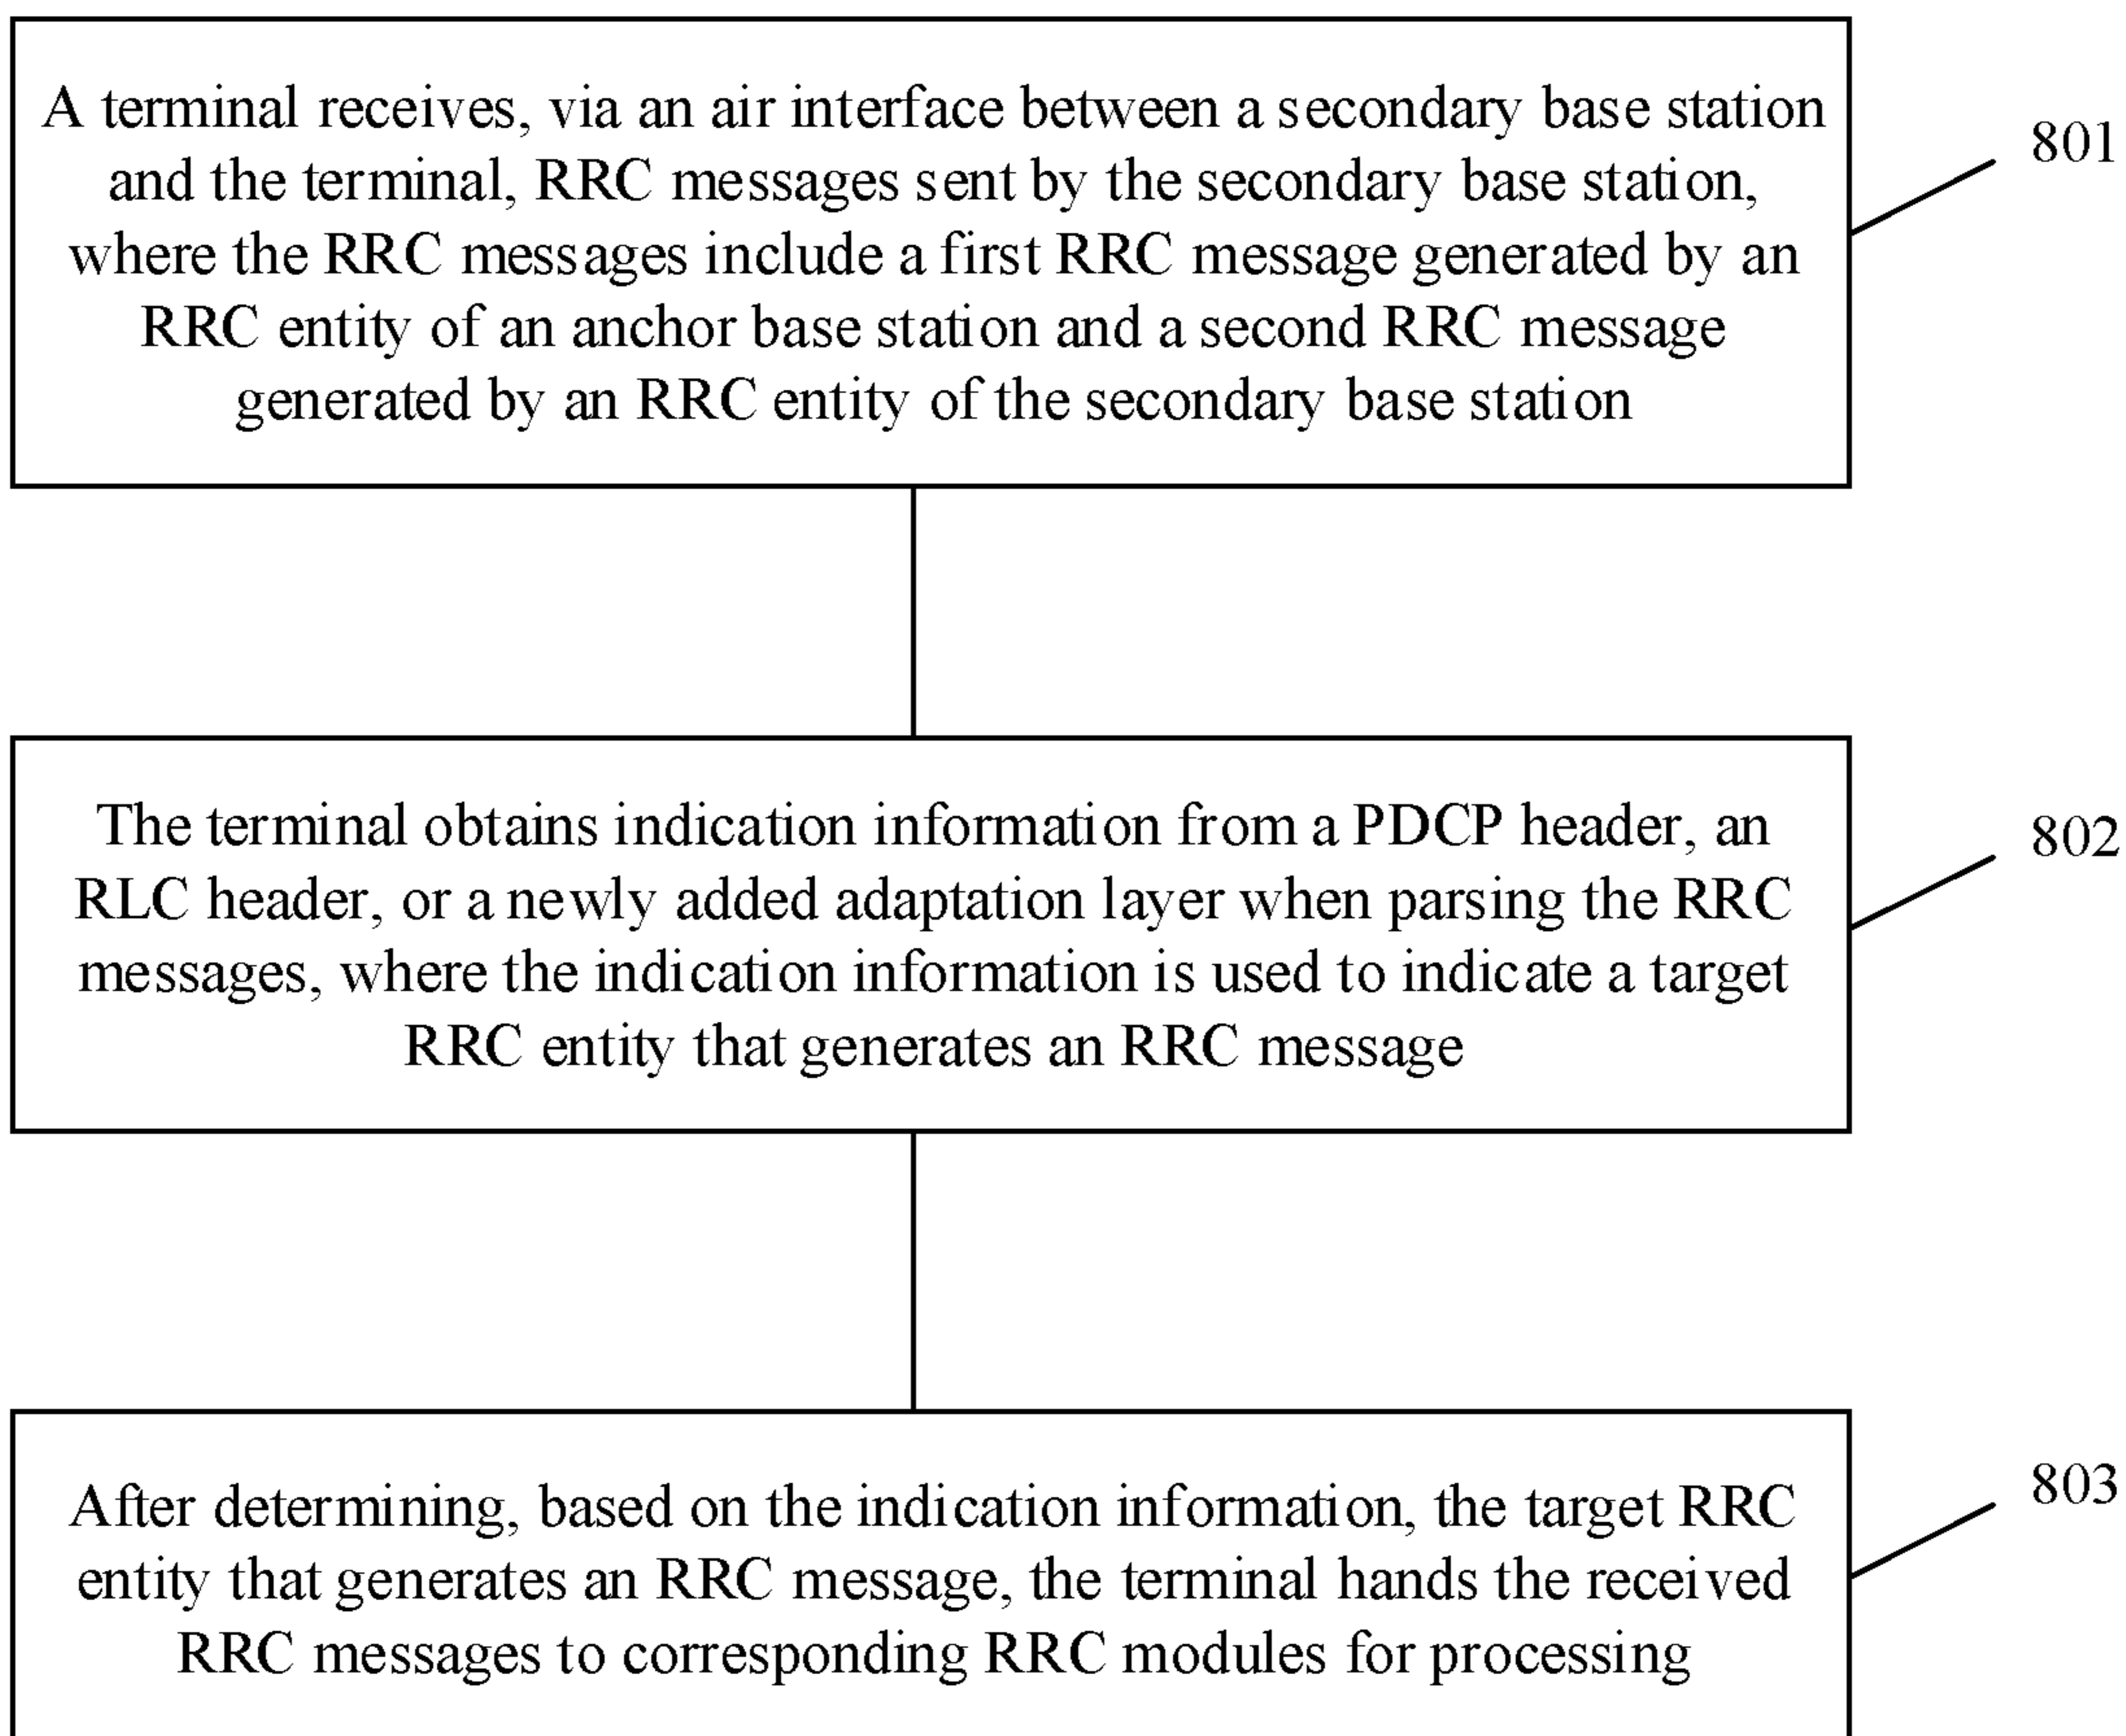 A terminal receives, via an air interface between a secondary base station
and the terminal, RRC messages sent by the secondary base station,
where the RRC messages include a first RRC message generated by an
RRC entity of an anchor base station and a second RRC message
generated by an RRC entity of the secondary base station
801
The terminal obtains indication information from a PDCP header, an
RLC header, or a newly added adaptation layer when parsing the RRC
messages, where the indication information is used to indicate a target
RRC entity that generates an RRC message
802
After determining, based on the indication information, the target RRC
entity that generates an RRC message, the terminal hands the received
RRC messages to corresponding RRC modules for processing
803